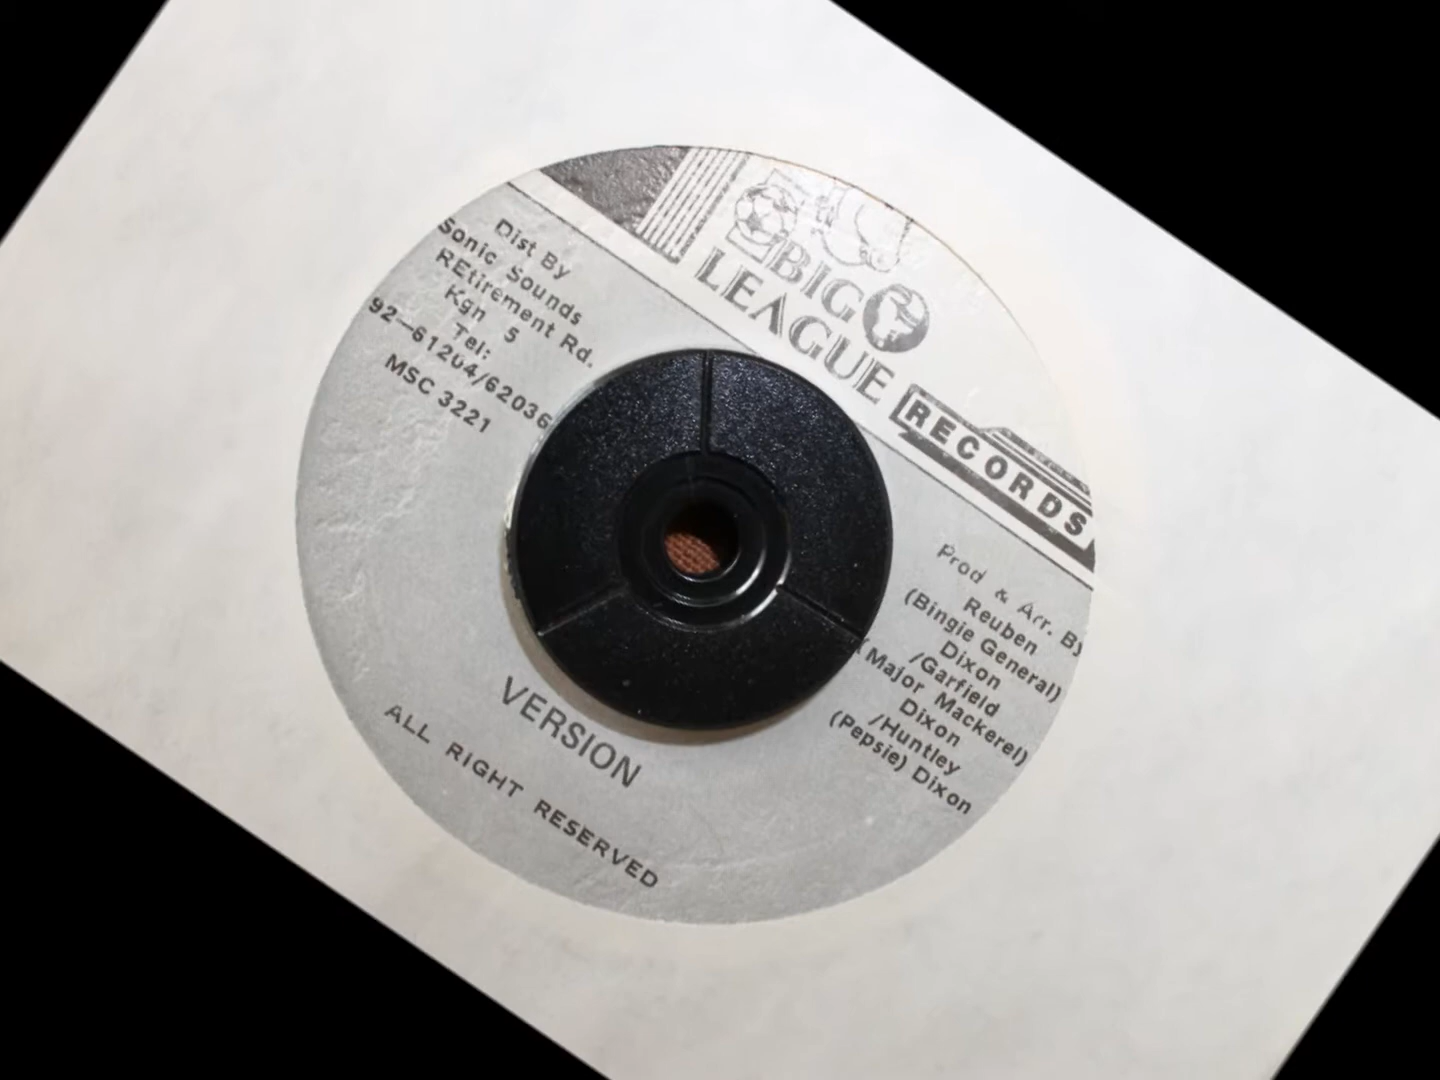 BIG
LEAGUE
RECORDS
Dist By
Sonic Sounds
REtirement Rd.
Kgn 5
Tel:
92-61204/62036
MSC 3221
Prod & Arr. By
Reuben
(Bingie General)
Dixon
/Garfield
(Major Mackerel)
Dixon
/Huntley
(Pepsie) Dixon
VERSION
ALL RIGHT RESERVED